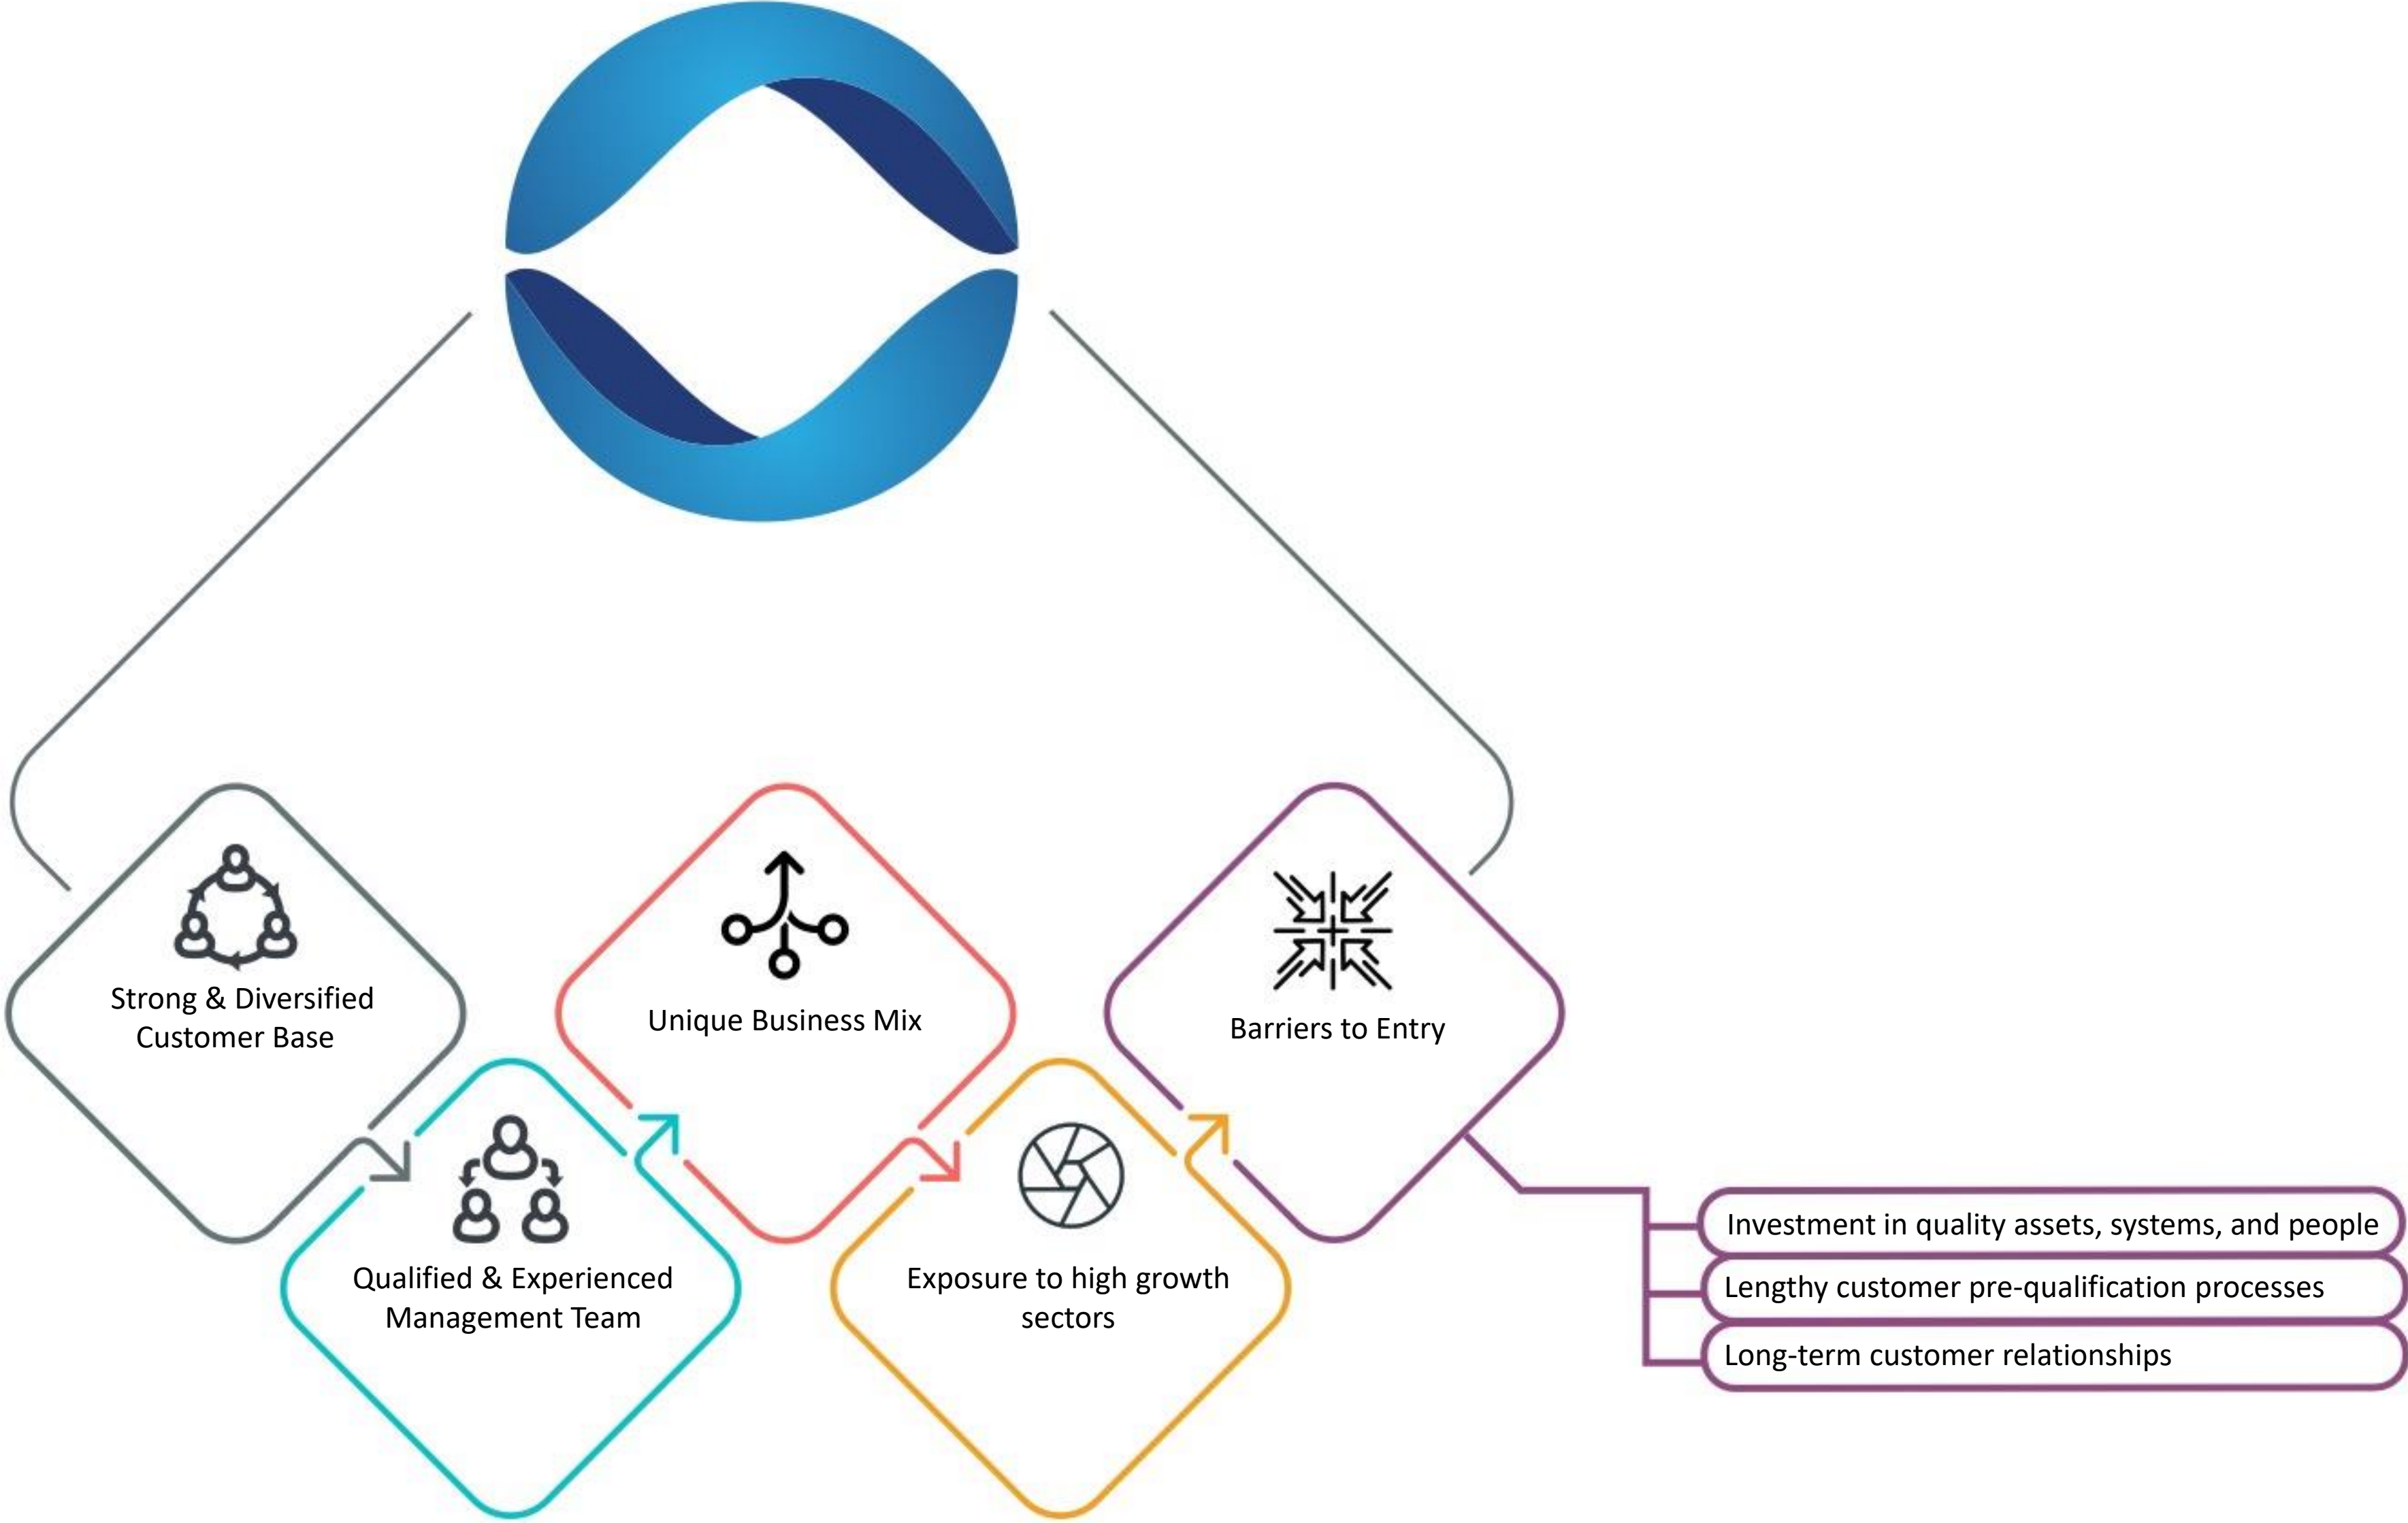 Strong & Diversified
Customer Base
Unique Business Mix
Barriers to Entry
Qualified & Experienced
Management Team
Exposure to high growth
sectors
Investment in quality assets, systems, and people
Lengthy customer pre-qualification processes
Long-term customer relationships